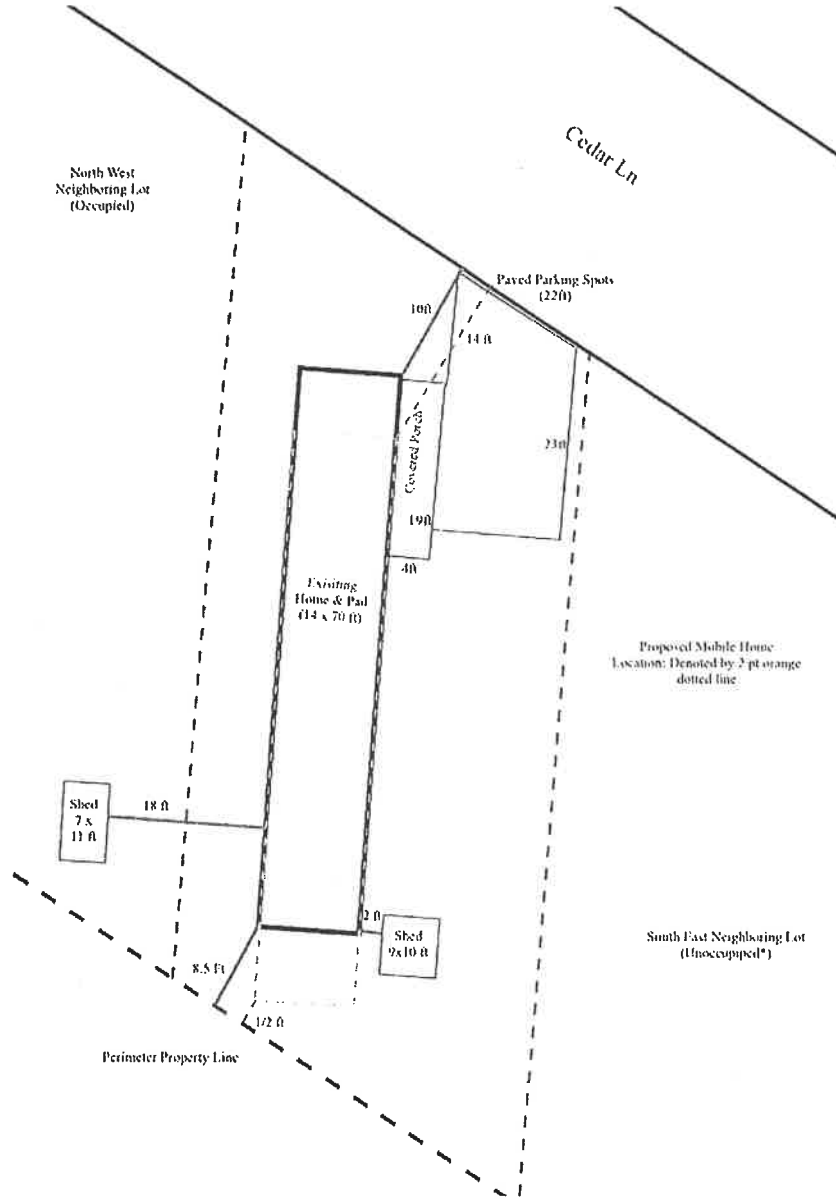 Cedar Ln
North West
Neighboring Lot
(Occupied)
Paved Parking Spots
(22ft)
10ft
14 ft
Covered Porch
23ft
19ft
4ft
Exisiting
Home & Pad
(14 x 70 ft)
Proposed Mobile Home
Location: Denoted by 2 pt orange
dotted line
18 ft
Shed
7 x
11 ft
2 ft
Shed
9x10 ft
South East Neighboring Lot
(Unoccupiped*)
8.5 Ft
1/2 ft
Perimeter Property Line